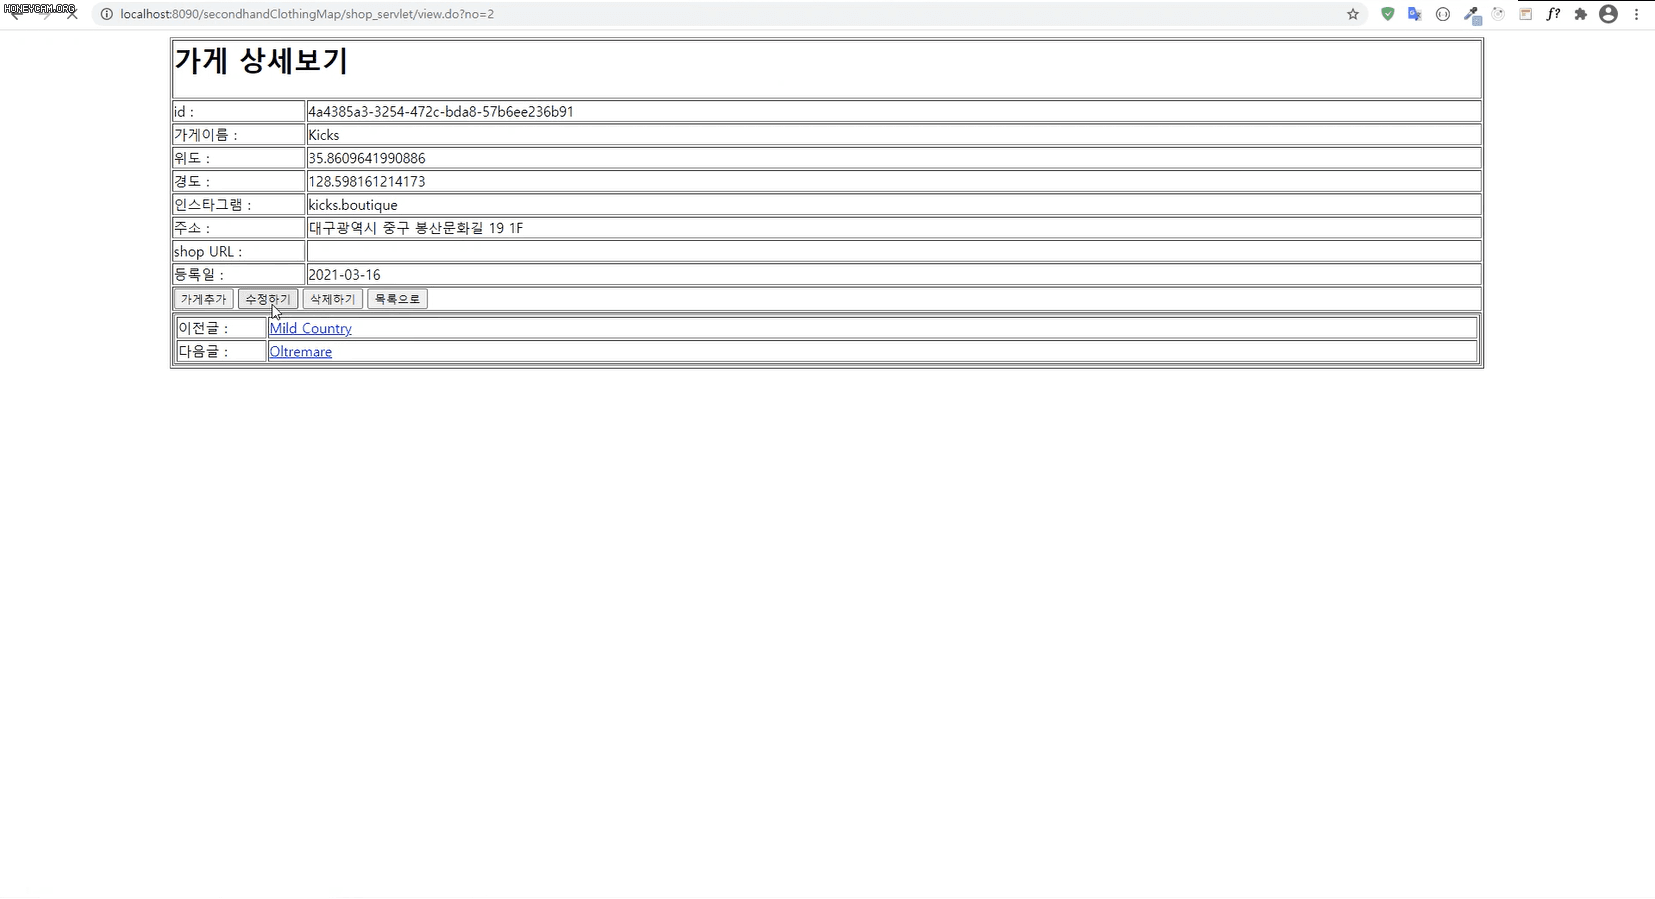 HONEYCAM.ORG
localhost:8090/secondhandClothingMap/shop_servlet/view.do?no=2
f?
가게 상세보기
id : 4a4385a3-3254-472c-bda8-57b6ee236b91
가게이름 : Kicks
위도 : 35.8609641990886
경도 : 128.598161214173
인스타그램 : kicks.boutique
주소 : 대구광역시 중구 봉산문화길 19 1F
shop URL :
등록일 : 2021-03-16
가게추가 수정하기 삭제하기 목록으로
이전글 : Mild Country
다음글 : Oltremare